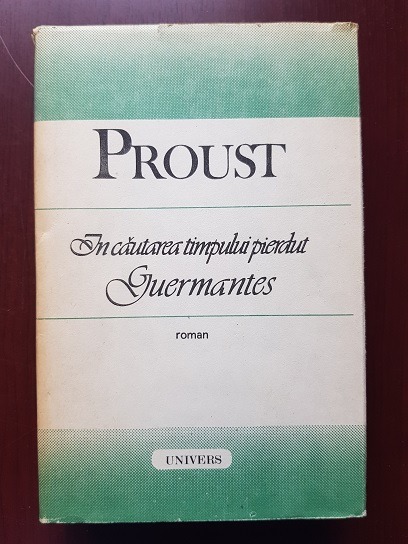 PROUST
In căutarea timpului pierdut
Guermantes
roman
UNIVERS